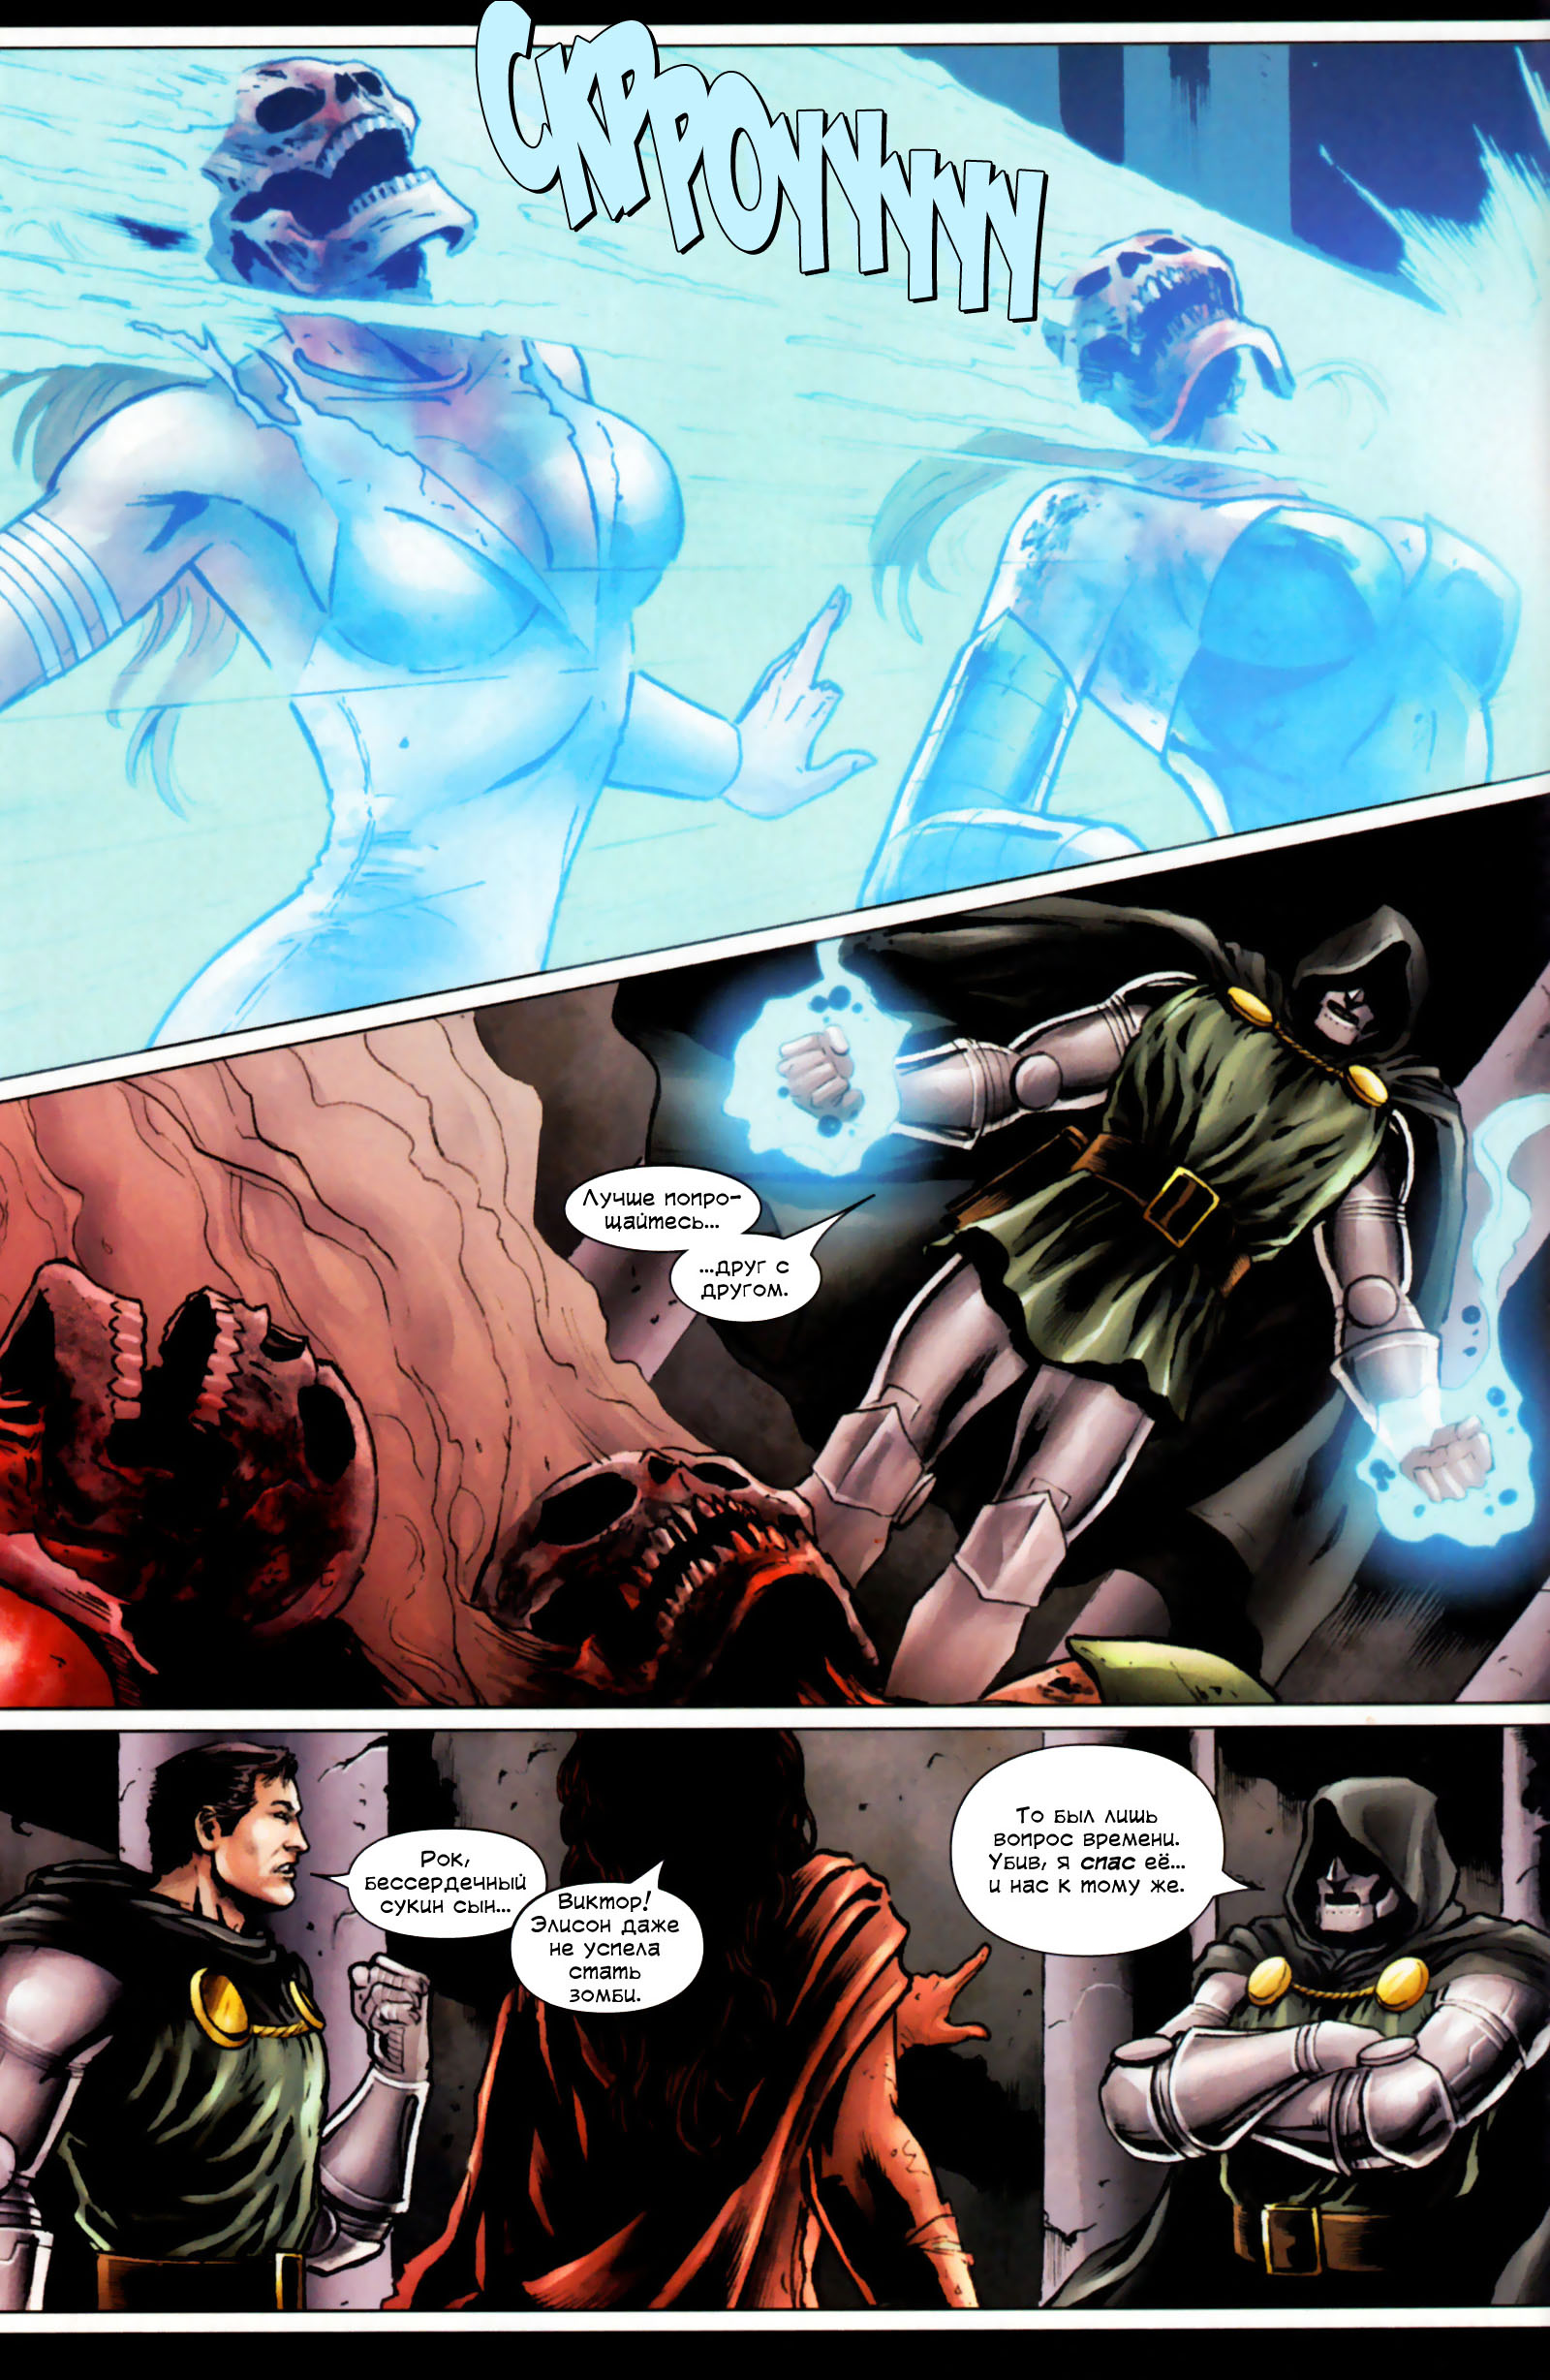 СКРРОУУУУУ
Лучше попро-
щайтесь...
...друг с
другом.
Рок,
бессердечный
сукин сын...
Виктор!
Элисон даже
не успела
стать
зомби.
То был лишь
вопрос времени.
Убив, я спас её...
и нас к тому же.